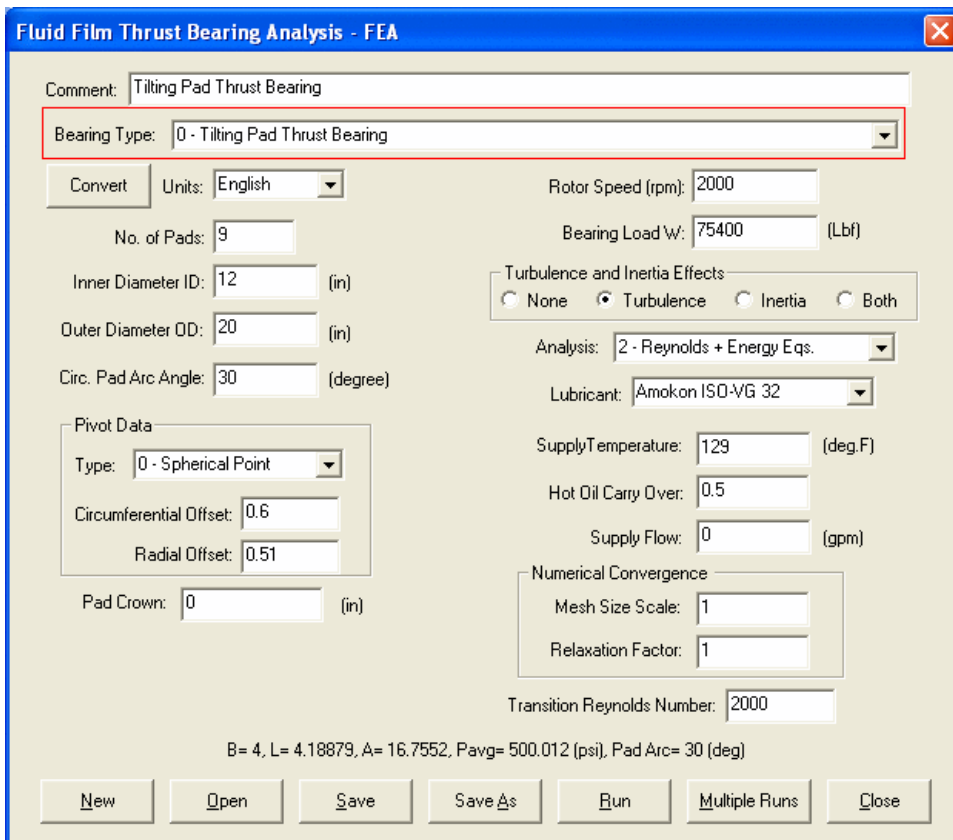 Fluid Film Thrust Bearing Analysis - FEA
Comment: Tilting Pad Thrust Bearing
Bearing Type: 0 - Tilting Pad Thrust Bearing
Convert Units: English
Rotor Speed (rpm): 2000
No. of Pads: 9
Bearing Load W: 75400 (Lbf)
Inner Diameter ID: 12 (in)
Turbulence and Inertia Effects
None Turbulence Inertia Both
Outer Diameter OD: 20 (in)
Analysis: 2 - Reynolds + Energy Eqs.
Circ. Pad Arc Angle: 30 (degree)
Lubricant: Amokon ISO-VG 32
Pivot Data
Type: 0 - Spherical Point
Circumferential Offset: 0.6
Radial Offset: 0.51
Pad Crown: 0 (in)
SupplyTemperature: 129 (deg.F)
Hot Oil Carry Over: 0.5
Supply Flow: 0 (gpm)
Numerical Convergence
Mesh Size Scale: 1
Relaxation Factor: 1
Transition Reynolds Number: 2000
B= 4, L= 4.18879, A= 16.7552, Pavg= 500.012 (psi), Pad Arc= 30 (deg)
New Open Save Save As Run Multiple Runs Close